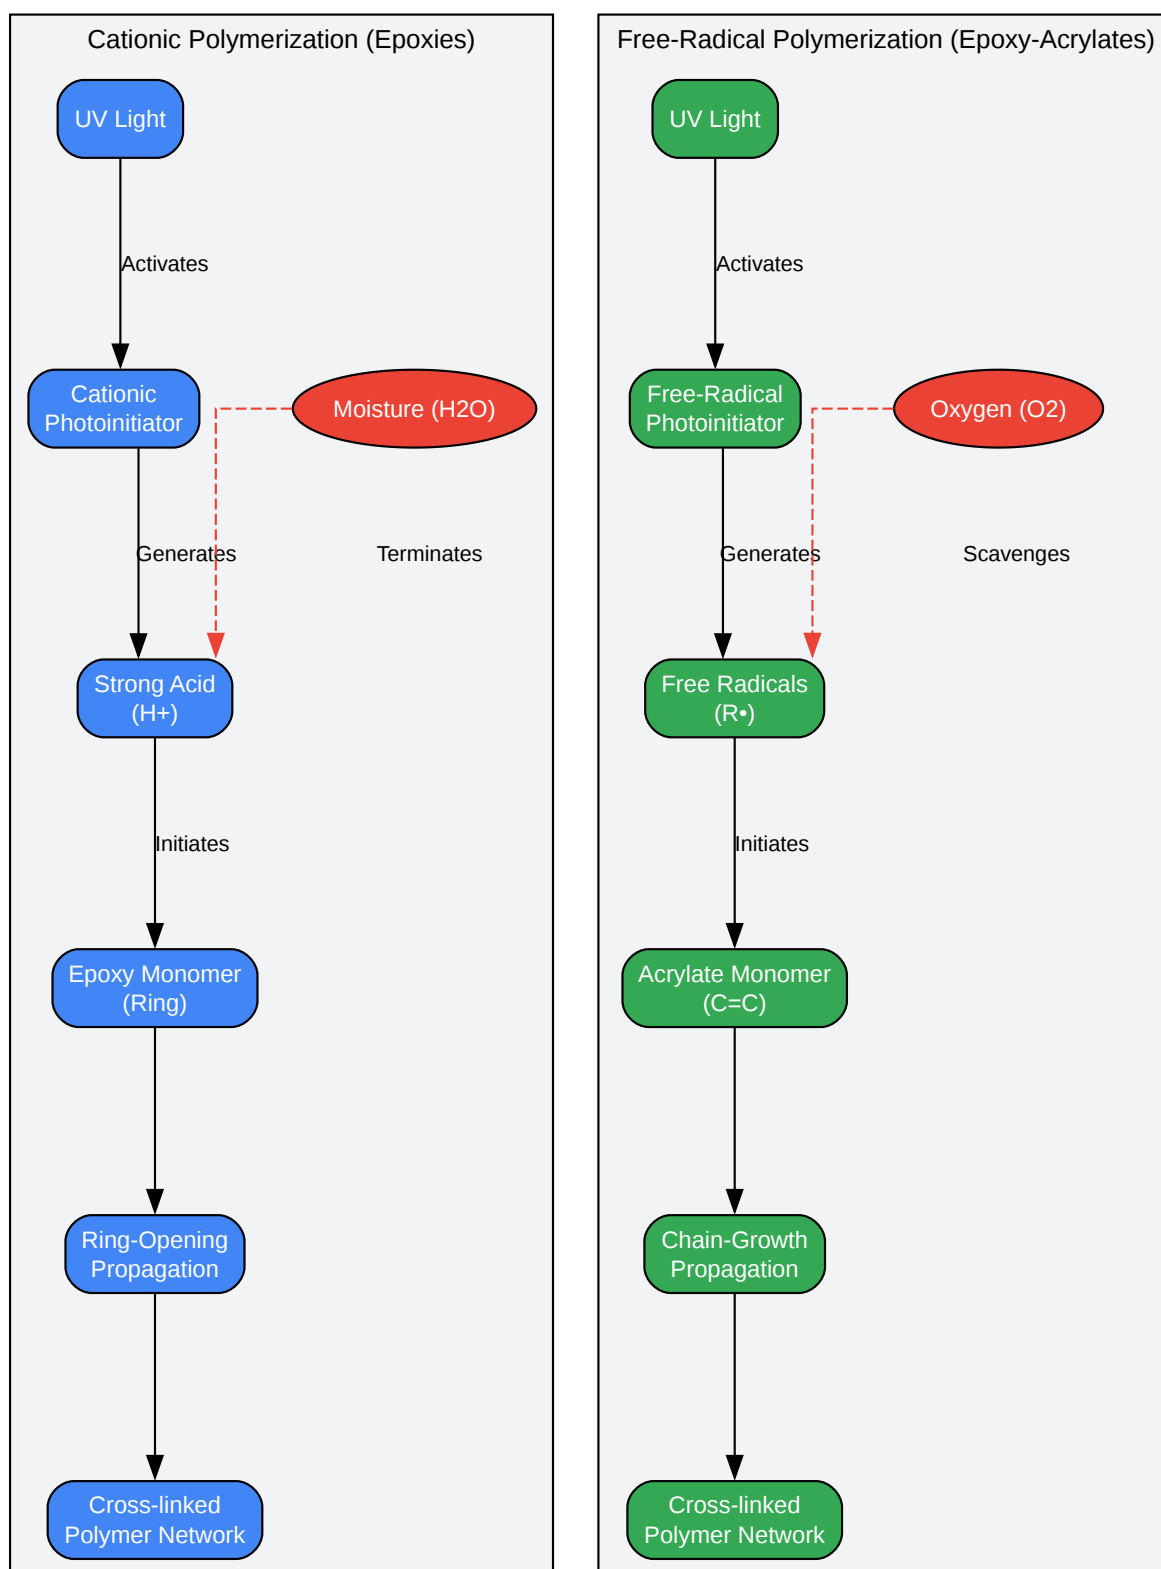 Cationic Polymerization (Epoxies)
UV Light
Activates
Cationic
Photoinitiator
Moisture (H2O)
Generates
Terminates
Strong Acid
(H+)
Initiates
Epoxy Monomer
(Ring)
Ring-Opening
Propagation
Cross-linked
Polymer Network
Free-Radical Polymerization (Epoxy-Acrylates)
UV Light
Activates
Free-Radical
Photoinitiator
Oxygen (O2)
Generates
Scavenges
Free Radicals
(R•)
Initiates
Acrylate Monomer
(C=C)
Chain-Growth
Propagation
Cross-linked
Polymer Network